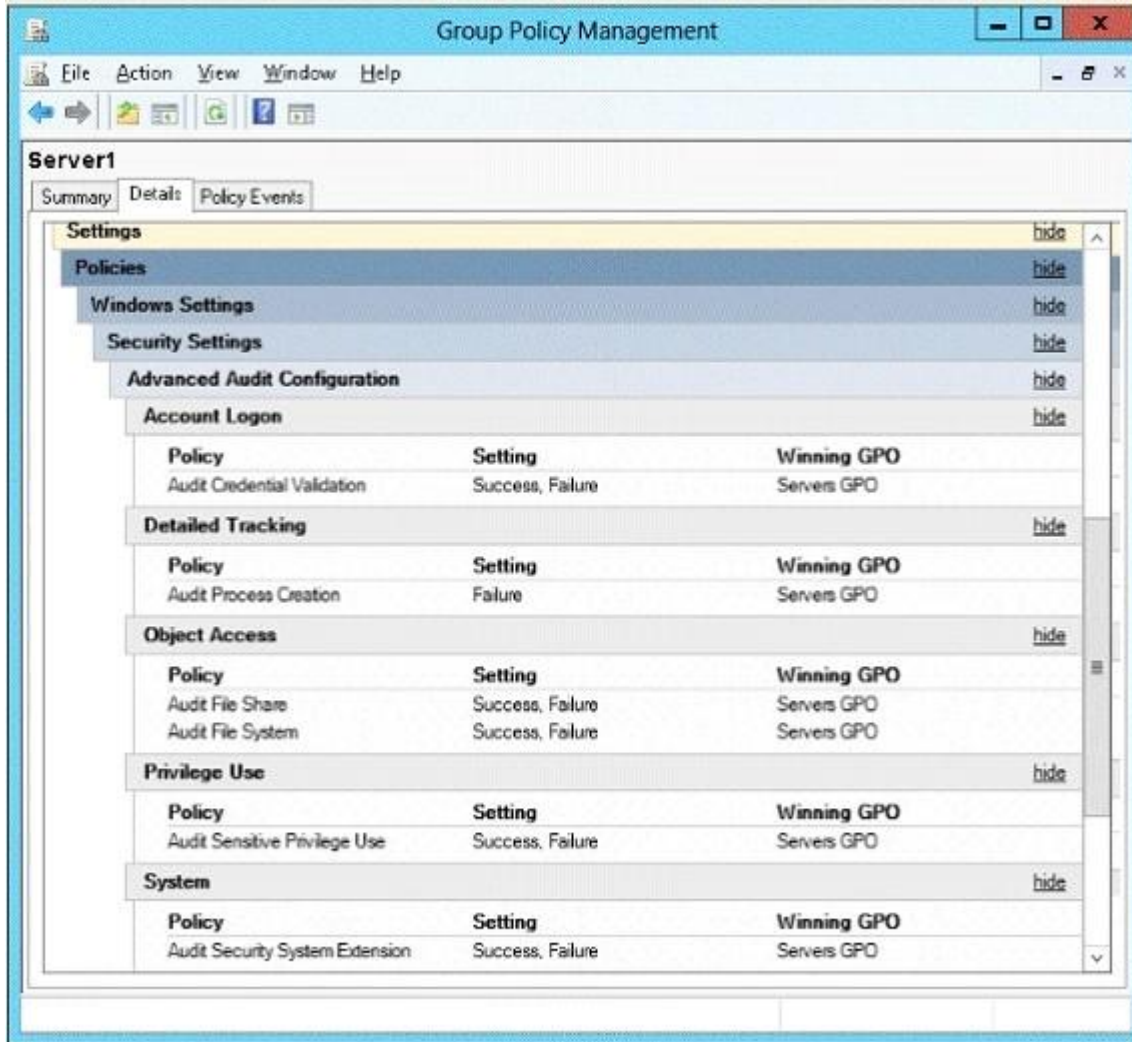 Group Policy Management
File Action View Window Help
Server1
Summary Details Policy Events
Settings hide
Policies hide
Windows Settings hide
Security Settings hide
Advanced Audit Configuration hide
Account Logon hide
Policy Setting Winning GPO
Audit Credential Validation Success, Failure Servers GPO
Detailed Tracking hide
Policy Setting Winning GPO
Audit Process Creation Failure Servers GPO
Object Access hide
Policy Setting Winning GPO
Audit File Share Success, Failure Servers GPO
Audit File System Success, Failure Servers GPO
Privilege Use hide
Policy Setting Winning GPO
Audit Sensitive Privilege Use Success, Failure Servers GPO
System hide
Policy Setting Winning GPO
Audit Security System Extension Success, Failure Servers GPO